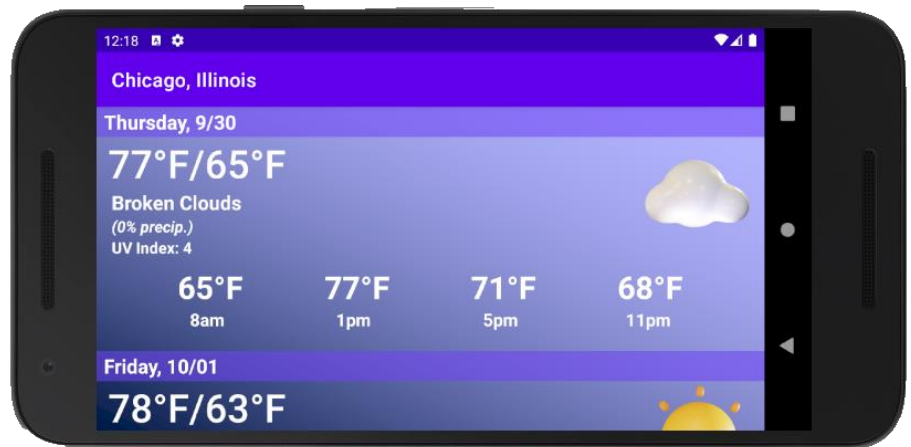 12:18 A
Chicago, Illinois
Thursday, 9/30
77°F/65°F
Broken Clouds
(0% precip.)
UV Index: 4
65°F 77°F 71°F 68°F
8am 1pm 5pm 11pm
Friday, 10/01
78°F/63°F